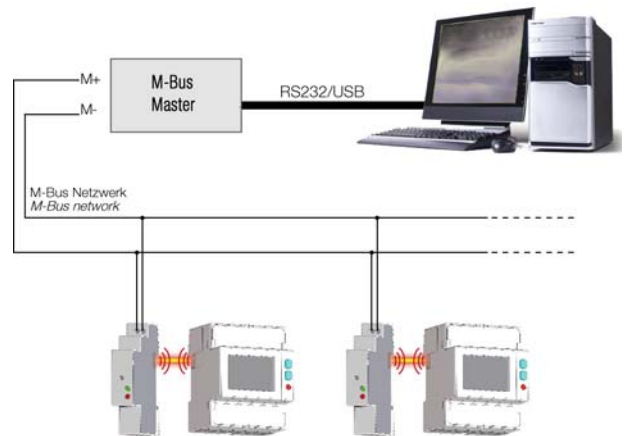 M+
M-
M-Bus
Master
RS232/USB
M-Bus Netzwerk
M-Bus network